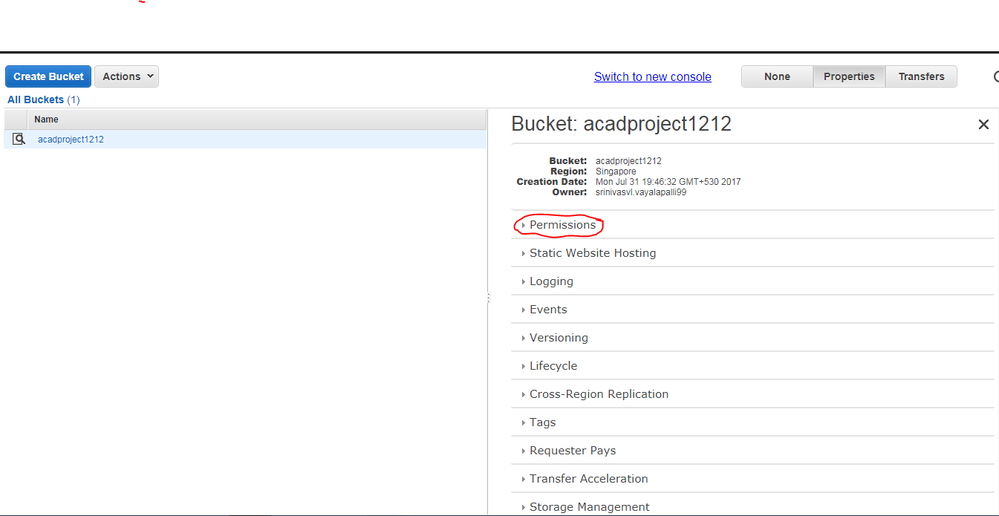 Create Bucket Actions Switch to new console None Properties Transfers
All Buckets (1)
Name
acadproject1212
Bucket: acadproject1212
Bucket: acadproject1212
Region: Singapore
Creation Date: Mon Jul 31 19:46:32 GMT+530 2017
Owner: srinivasvl.vayalapalli99
Permissions
Static Website Hosting
Logging
Events
Versioning
Lifecycle
Cross-Region Replication
Tags
Requester Pays
Transfer Acceleration
Storage Management